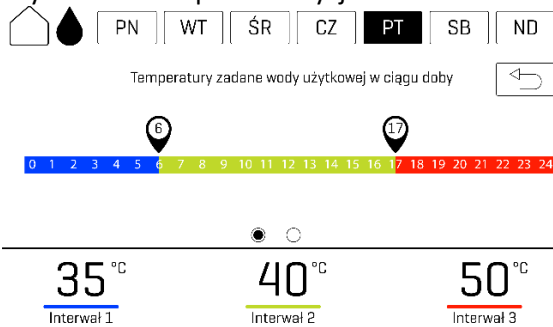 PN WT ŚR CZ PT SB ND
Temperatury zadane wody użytkowej w ciągu doby
6 17
0 1 2 3 4 5 6 7 8 9 10 11 12 13 14 15 16 17 18 19 20 21 22 23 24
35°C 40°C 50°C
Interwał 1 Interwał 2 Interwał 3